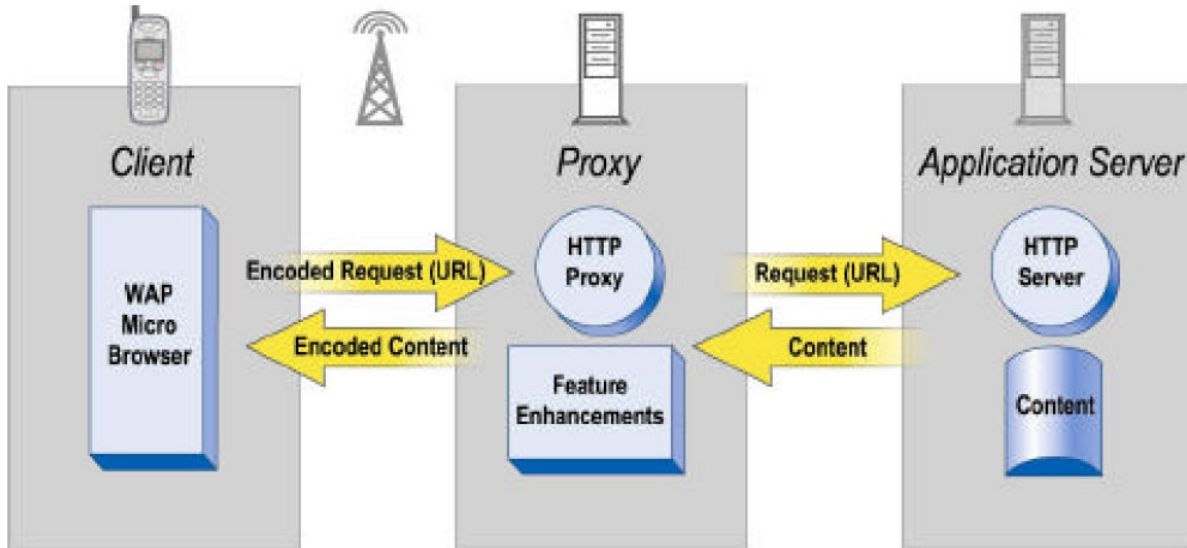 Client
Proxy
Application Server
WAP
Micro
Browser
Encoded Request (URL)
Encoded Content
HTTP
Proxy
Feature
Enhancements
Request (URL)
Content
HTTP
Server
Content